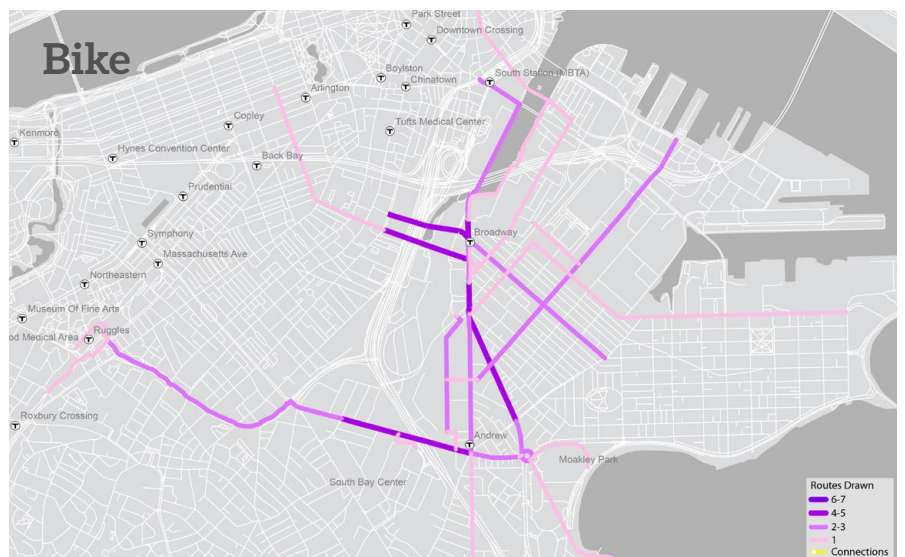 Bike
Park Street
Downtown Crossing
Boylston
South Station (MBTA)
Chinatown
Arlington
Copley
Tufts Medical Center
Kenmore
Hynes Convention Center
Back Bay
Prudential
Symphony
Broadway
Massachusetts Ave
Northeastern
Museum Of Fine Arts
od Medical Area
Ruggles
Roxbury Crossing
Andrew
Moakley Park
South Bay Center
Routes Drawn
6-7
4-5
2-3
1
Connections